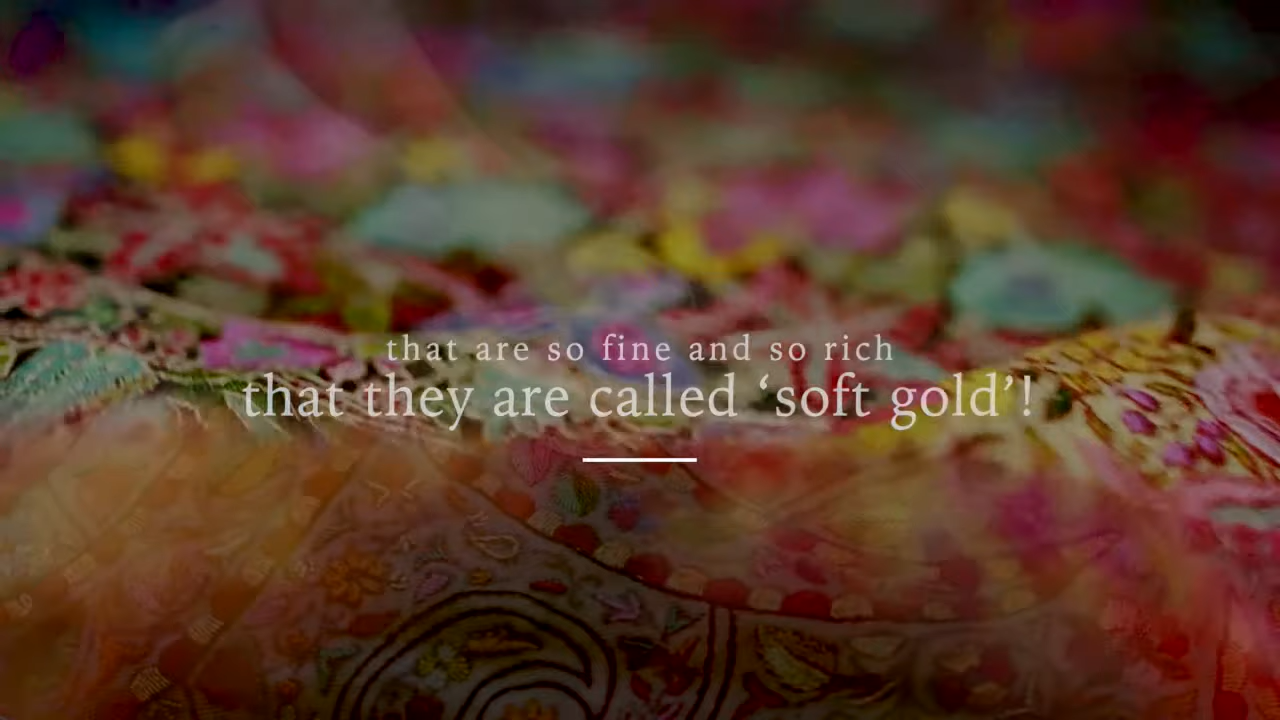 that are so fine and so rich
that they are called ‘soft gold’!